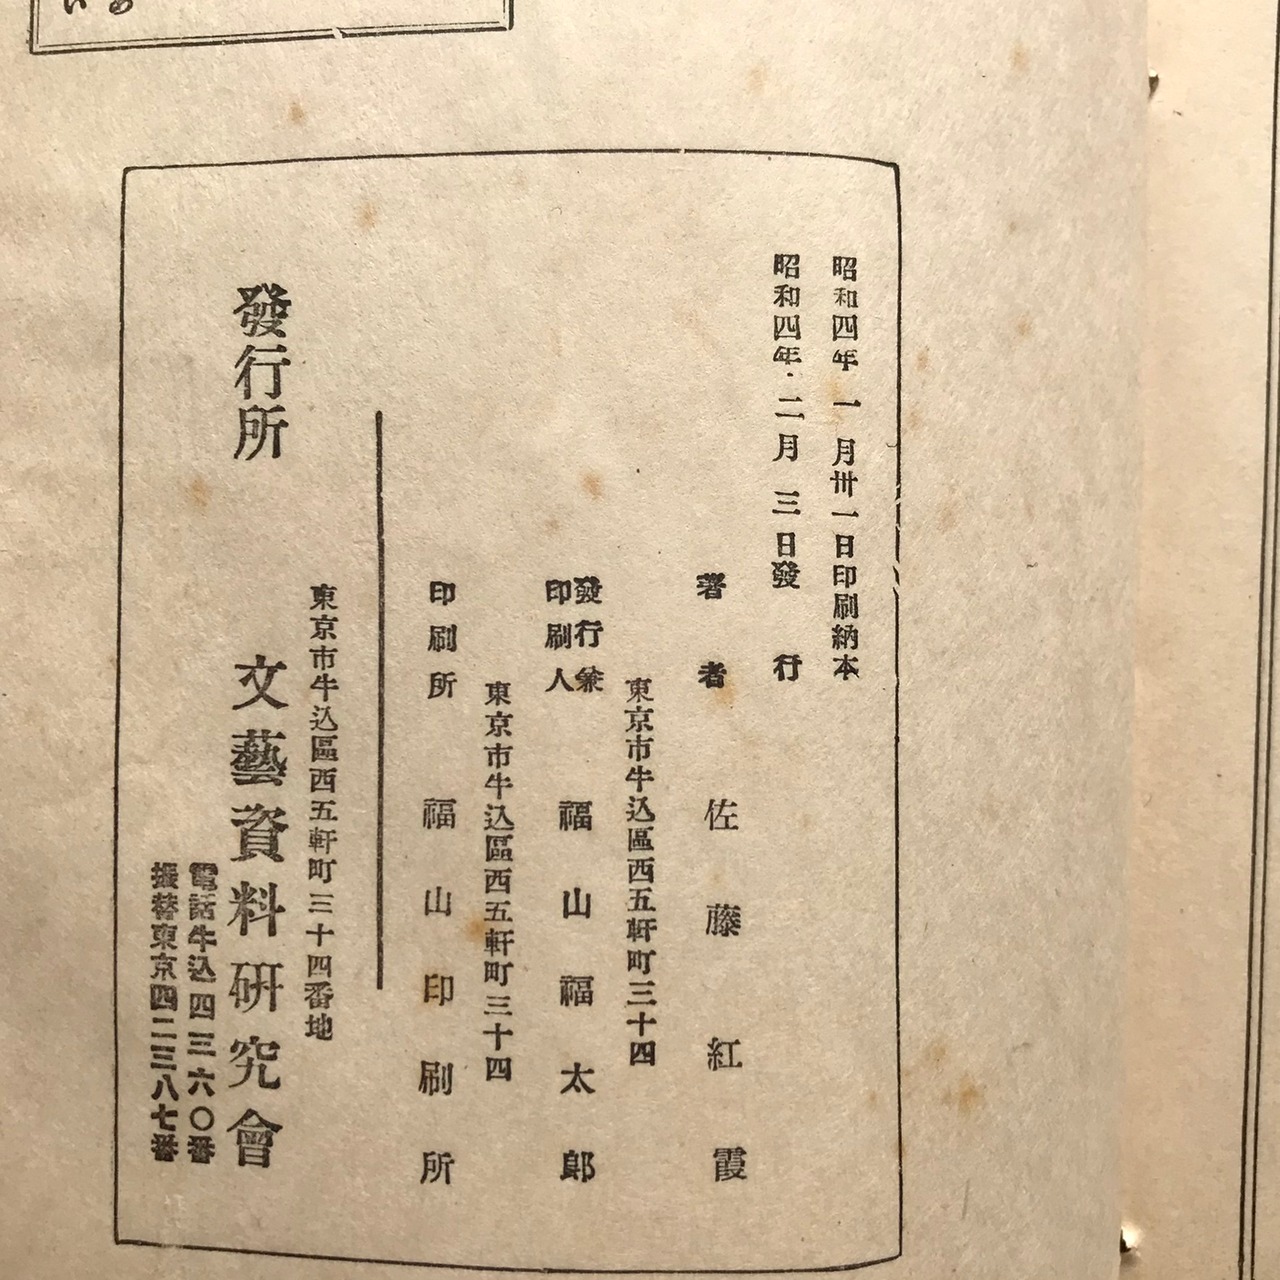 昭和四年一月卅一日印刷納本
昭和四年・二月三日發行
著者 佐藤紅霞
東京市牛込區西五軒町三十四
發行兼
印刷人 福山福太郎
東京市牛込區西五軒町三十四
印刷所 福山印刷所
東京市牛込區西五軒町三十四番地
發行所 文藝資料研究會
電話牛込四三六〇番
振替東京四二三八七番